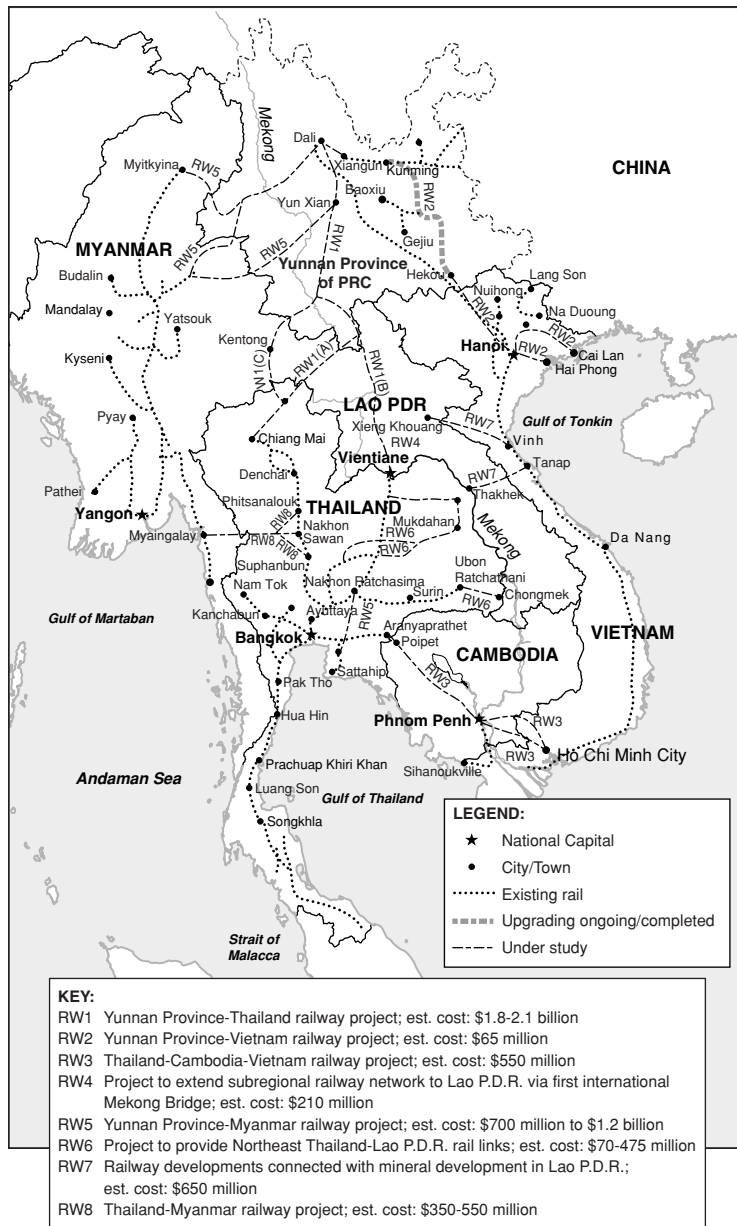 Mekong
Dali
Myitkyina
RW5
Xiangun
Kunming
CHINA
Baoxiu
RW2
Yun Xian
RW1
Gejiu
MYANMAR
RW5
RW5
Budalin
Yunnan Province
of PRC
Hekou
Lang Son
Nuihong
RW2
Na Duoung
Mandalay
Yatsouk
Kentong
Hanoi
RW2
RW2
Cai Lan
Hai Phong
Kyseni
W1(C)
RW1(A)
RW1(B)
LAO PDR
Pyay
Xieng Khouang
RW7
Gulf of Tonkin
Chiang Mai
RW4
Vientiane
Vinh
Denchai
RW7
Tanap
Pathei
Phitsanalouk
THAILAND
Thakhek
Yangon
RW8
Mukdahan
Mekong
Myaingalay
RW8
Nakhon
Sawan
RW8
RW6
RW6
Da Nang
Suphanbun
Ubon
Ratchathani
Nam Tok
Nakhon Ratchasima
Surin
RW6
Chongmek
Gulf of Martaban
Kanchabun
Ayhttaya
RW5
Aranyaprathet
Bangkok
Poipet
VIETNAM
CAMBODIA
Sattahip
RW3
Pak Tho
Phnom Penh
Hua Hin
RW3
RW3
Ho Chi Minh City
Sihanoukville
Andaman Sea
Prachuap Khiri Khan
Luang Son
Gulf of Thailand
Songkhla
LEGEND:
National Capital
City/Town
Existing rail
Upgrading ongoing/completed
Under study
Strait of
Malacca
KEY:
RW1 Yunnan Province-Thailand railway project; est. cost: $1.8-2.1 billion
RW2 Yunnan Province-Vietnam railway project; est. cost: $65 million
RW3 Thailand-Cambodia-Vietnam railway project; est. cost: $550 million
RW4 Project to extend subregional railway network to Lao P.D.R. via first international
Mekong Bridge; est. cost: $210 million
RW5 Yunnan Province-Myanmar railway project; est. cost: $700 million to $1.2 billion
RW6 Project to provide Northeast Thailand-Lao P.D.R. rail links; est. cost: $70-475 million
RW7 Railway developments connected with mineral development in Lao P.D.R.;
est. cost: $650 million
RW8 Thailand-Myanmar railway project; est. cost: $350-550 million